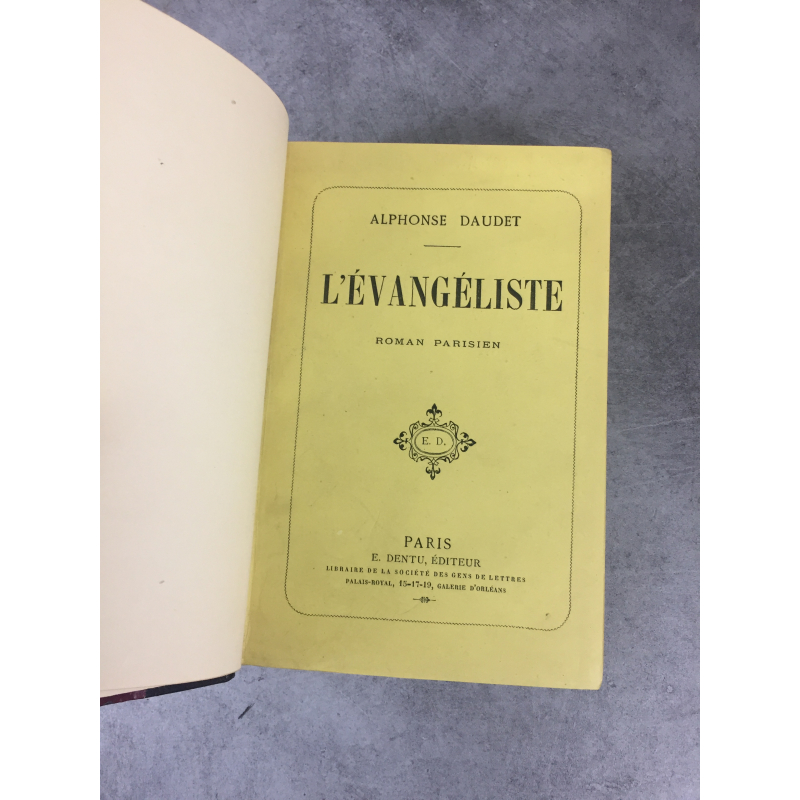 ALPHONSE DAUDET
L'ÉVANGÉLISTE
ROMAN PARISIEN
E. D.
PARIS
E. DENTU, ÉDITEUR
LIBRAIRE DE LA SOCIÉTÉ DES GENS DE LETTRES
PALAIS-ROYAL, 15-17-19, GALERIE D'ORLÉANS